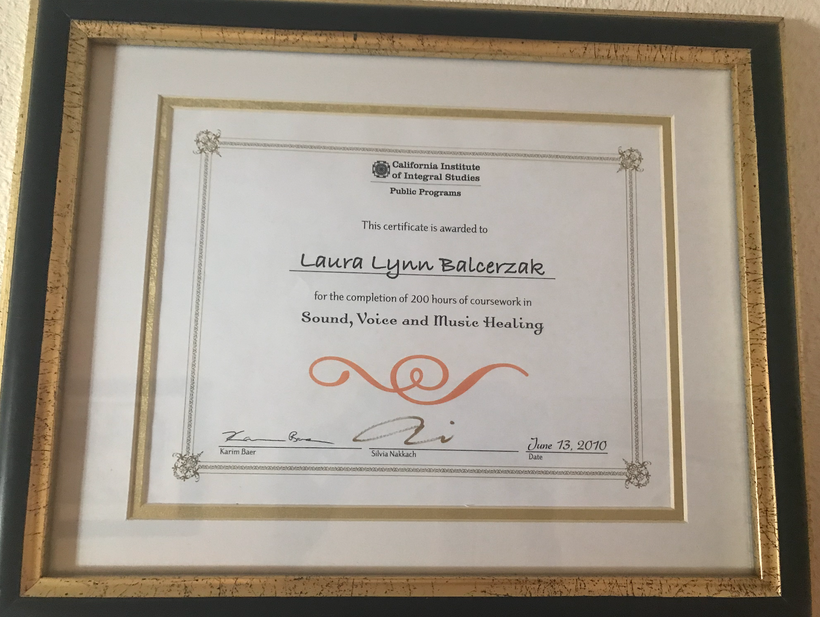 California Institute
of Integral Studies
Public Programs
This certificate is awarded to
Laura Lynn Balcerzak
for the completion of 200 hours of coursework in
Sound, Voice and Music Healing
June 13, 2010
Karim Baer
Silvia Nakkach
Date